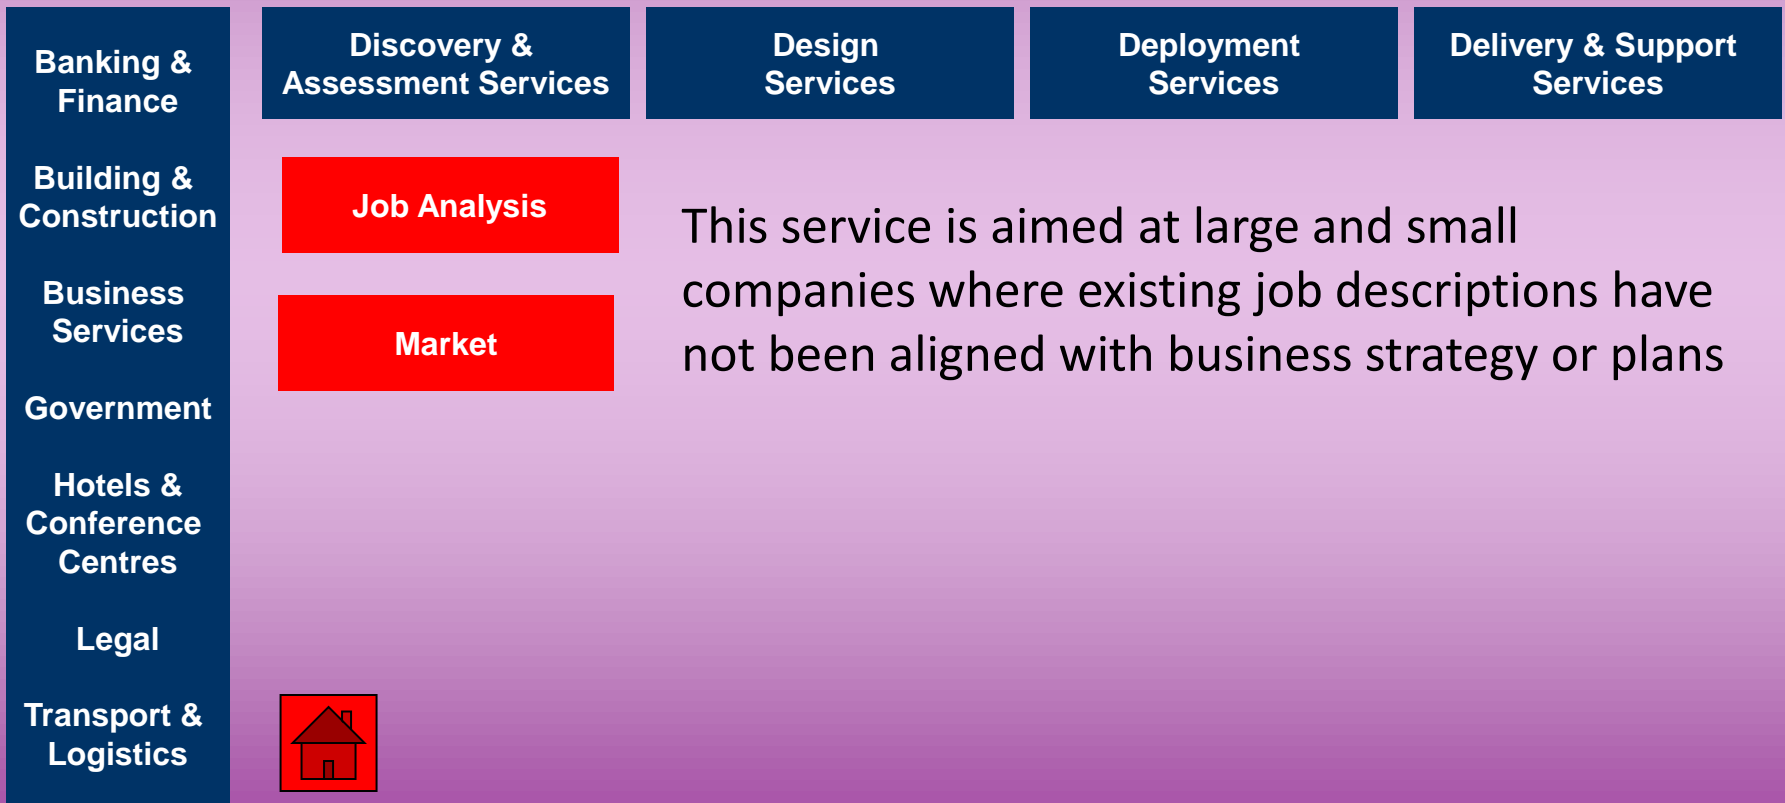 Banking &
Finance
Building &
Construction
Business
Services
Government
Hotels &
Conference
Centres
Legal
Transport &
Logistics
Discovery &
Assessment Services
Design
Services
Deployment
Services
Delivery & Support
Services
Job Analysis
Market
This service is aimed at large and small
companies where existing job descriptions have
not been aligned with business strategy or plans